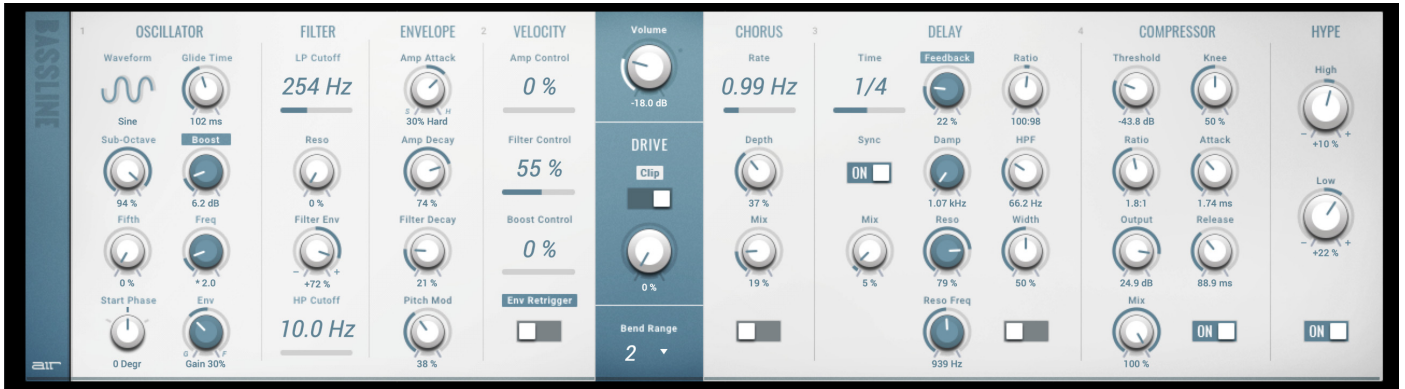 BASSLINE
1 OSCILLATOR FILTER ENVELOPE 2 VELOCITY Volume CHORUS 3 DELAY 4 COMPRESSOR HYPE
Waveform Glide Time LP Cutoff Amp Attack Amp Control Rate Time Feedback Ratio Threshold Knee High
254 Hz 0 % 0.99 Hz 1/4
S H
Sine 102 ms 30% Hard -18.0 dB 22 % 100:98 -43.8 dB 50 %
- +
+10 %
Sub-Octave Boost Reso Amp Decay Filter Control DRIVE Depth Sync Damp HPF Ratio Attack
55 % Clip ON
94 % 6.2 dB 0 % 74 % 37 % 1.07 kHz 66.2 Hz 1.8:1 1.74 ms
Low
Fifth Freq Filter Env Filter Decay Boost Control Mix Mix Reso Width Output Release
0 %
- +
- +
+22 %
0 % * 2.0 +72 % 21 % 0 % 19 % 5 % 79 % 50 % 24.9 dB 88.9 ms
Start Phase Env HP Cutoff Pitch Mod Env Retrigger Reso Freq Mix
10.0 Hz Bend Range ON ON
2
G F
air 0 Degr Gain 30% 38 % 939 Hz 100 %